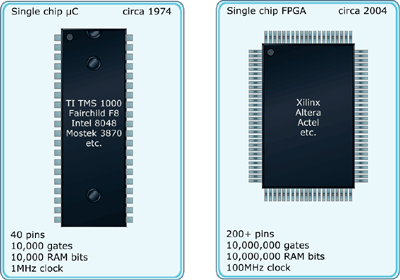 Single chip µC circa 1974
TI TMS 1000
Fairchild F8
Intel 8048
Mostek 3870
etc.
40 pins
10,000 gates
10,000 RAM bits
1MHz clock
Single chip FPGA circa 2004
Xilinx
Altera
Actel
etc.
200+ pins
10,000,000 gates
10,000,000 RAM bits
100MHz clock